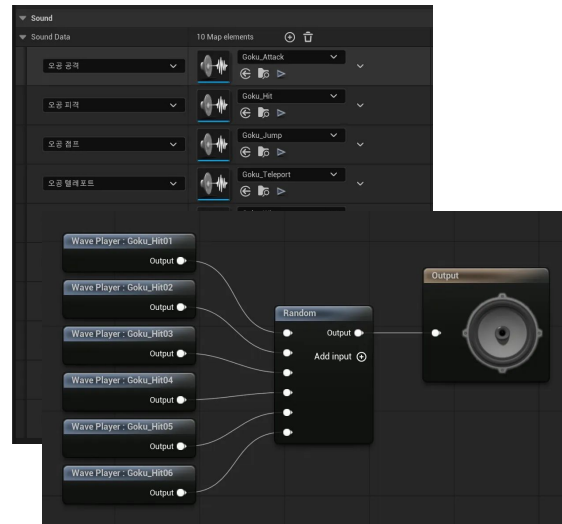 Sound
Sound Data
10 Map elements
오공 공격
Goku_Attack
오공 피격
Goku_Hit
오공 점프
Goku_Jump
오공 텔레포트
Goku_Teleport
Wave Player : Goku_Hit01
Output
Wave Player : Goku_Hit02
Output
Wave Player : Goku_Hit03
Output
Wave Player : Goku_Hit04
Output
Wave Player : Goku_Hit05
Output
Wave Player : Goku_Hit06
Output
Random
Output
Add input
Output